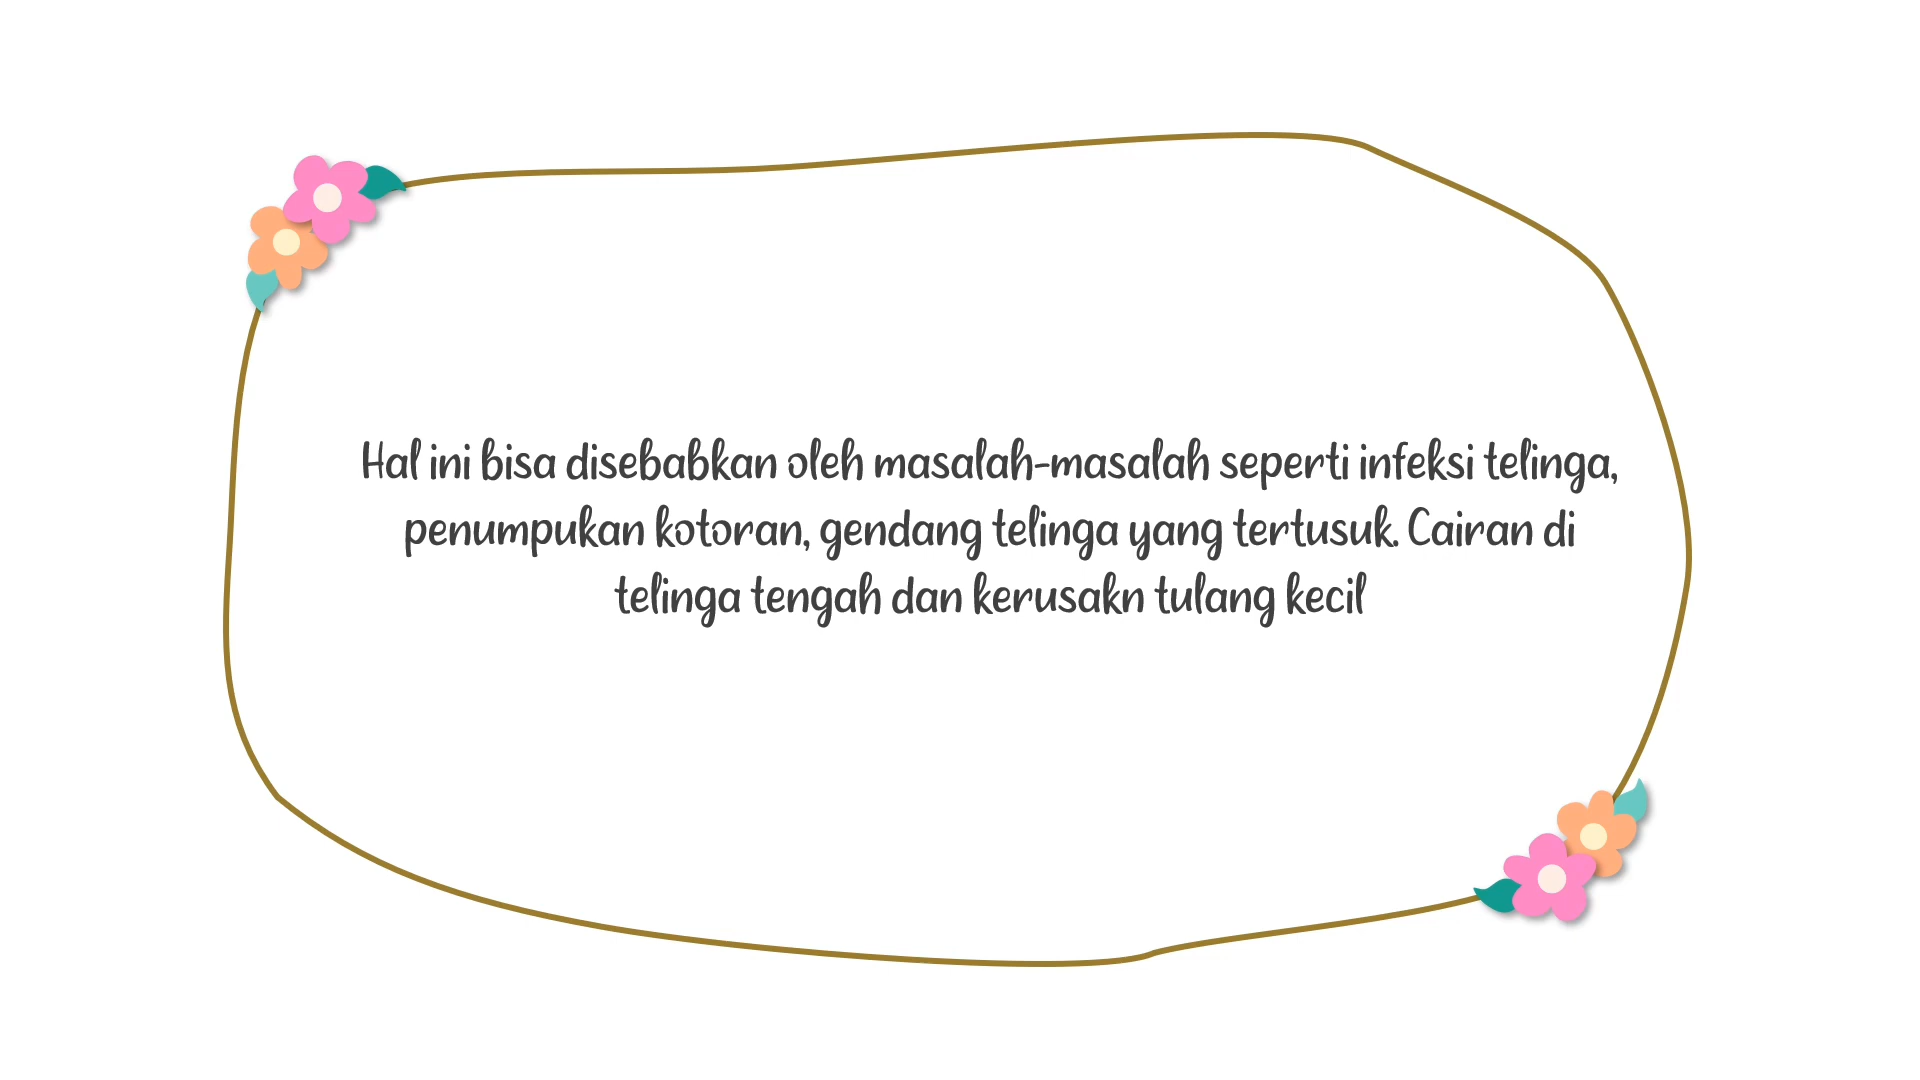 Hal ini bisa disebabkan oleh masalah-masalah seperti infeksi telinga,
penumpukan kotoran, gendang telinga yang tertusuk. Cairan di
telinga tengah dan kerusakn tulang kecil